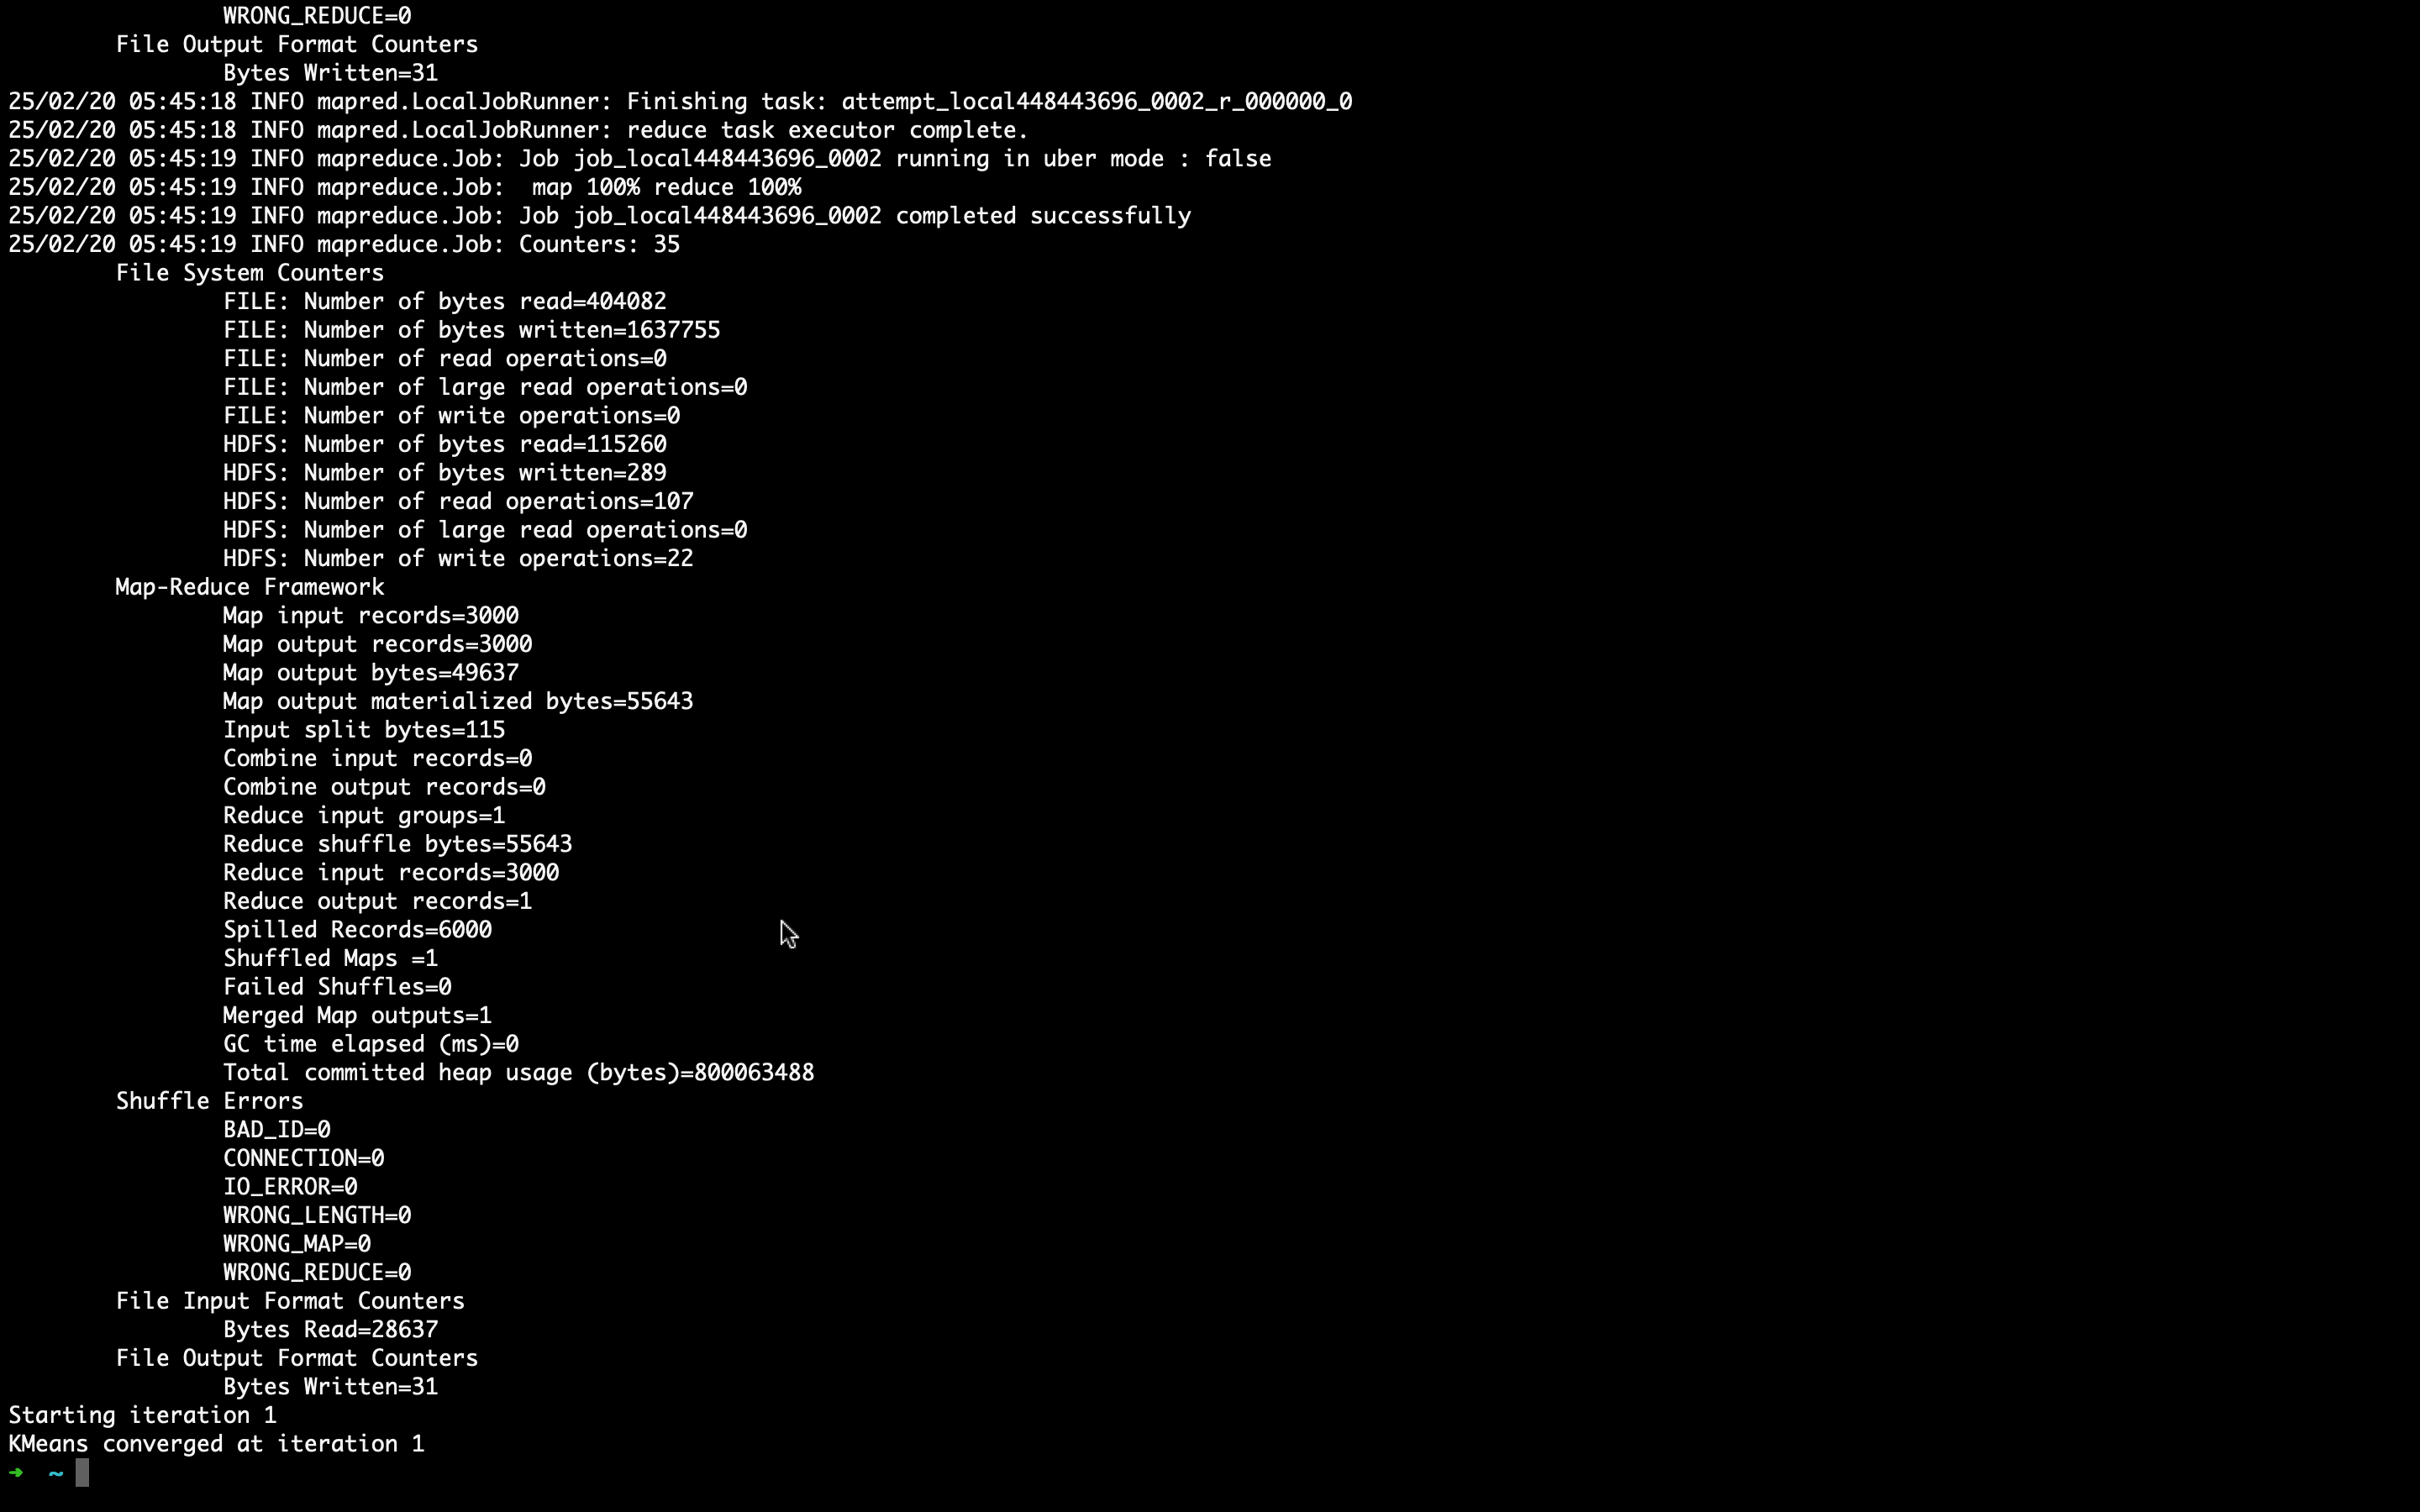 WRONG_REDUCE=0
File Output Format Counters
Bytes Written=31
25/02/20 05:45:18 INFO mapred.LocalJobRunner: Finishing task: attempt_local448443696_0002_r_000000_0
25/02/20 05:45:18 INFO mapred.LocalJobRunner: reduce task executor complete.
25/02/20 05:45:19 INFO mapreduce.Job: Job job_local448443696_0002 running in uber mode : false
25/02/20 05:45:19 INFO mapreduce.Job:  map 100% reduce 100%
25/02/20 05:45:19 INFO mapreduce.Job: Job job_local448443696_0002 completed successfully
25/02/20 05:45:19 INFO mapreduce.Job: Counters: 35
File System Counters
FILE: Number of bytes read=404082
FILE: Number of bytes written=1637755
FILE: Number of read operations=0
FILE: Number of large read operations=0
FILE: Number of write operations=0
HDFS: Number of bytes read=115260
HDFS: Number of bytes written=289
HDFS: Number of read operations=107
HDFS: Number of large read operations=0
HDFS: Number of write operations=22
Map-Reduce Framework
Map input records=3000
Map output records=3000
Map output bytes=49637
Map output materialized bytes=55643
Input split bytes=115
Combine input records=0
Combine output records=0
Reduce input groups=1
Reduce shuffle bytes=55643
Reduce input records=3000
Reduce output records=1
Spilled Records=6000
Shuffled Maps =1
Failed Shuffles=0
Merged Map outputs=1
GC time elapsed (ms)=0
Total committed heap usage (bytes)=800063488
Shuffle Errors
BAD_ID=0
CONNECTION=0
IO_ERROR=0
WRONG_LENGTH=0
WRONG_MAP=0
WRONG_REDUCE=0
File Input Format Counters
Bytes Read=28637
File Output Format Counters
Bytes Written=31
Starting iteration 1
KMeans converged at iteration 1
➜  ~